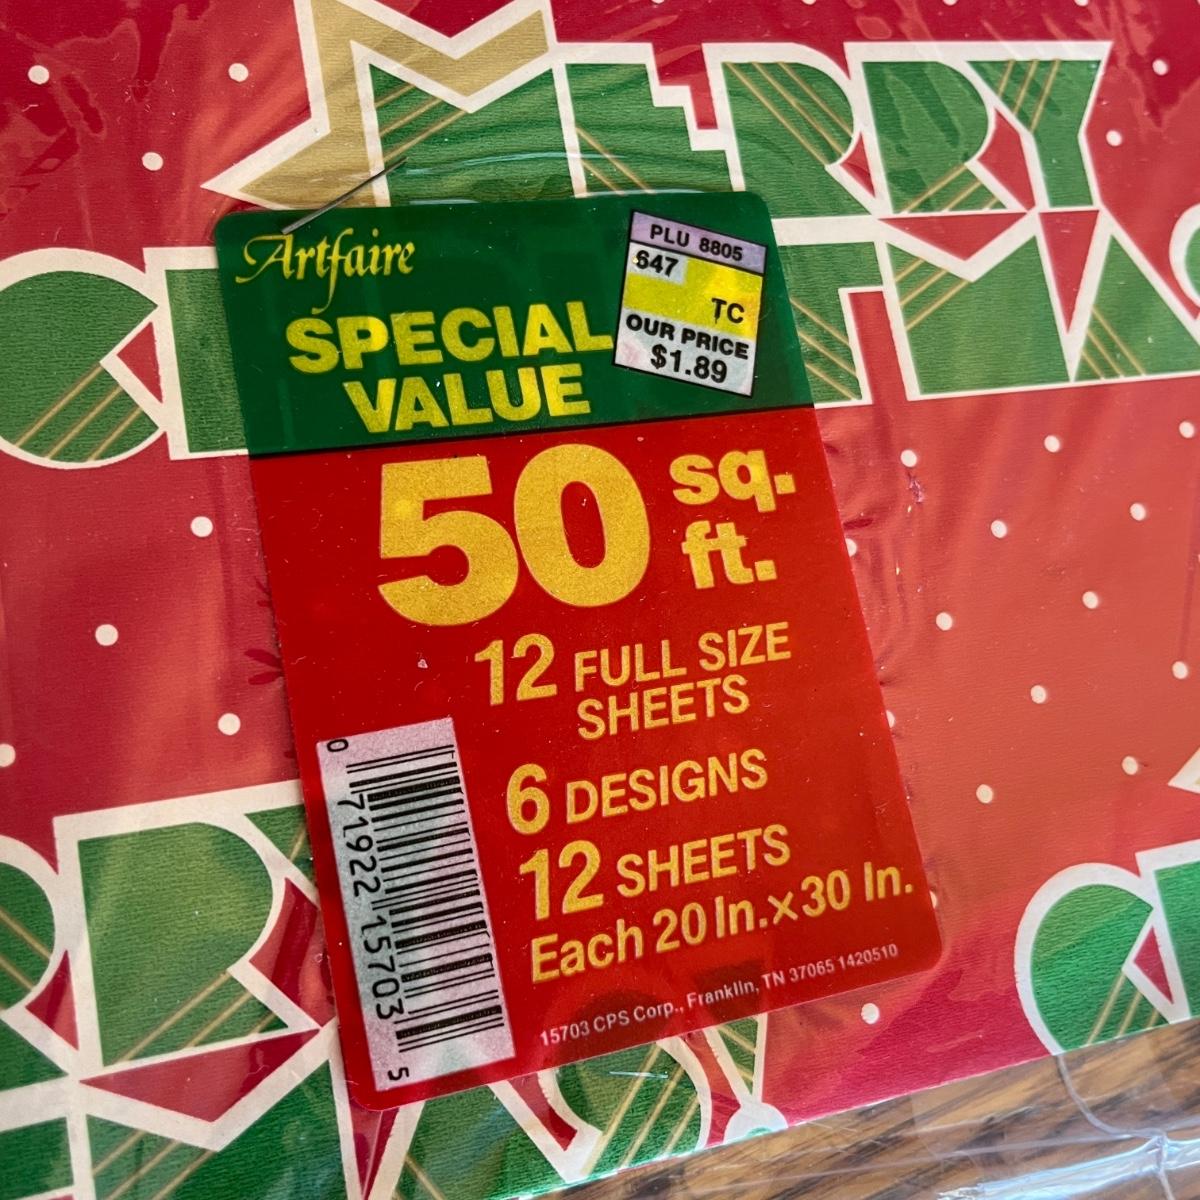 MERRY
Artfaire
SPECIAL
VALUE
PLU 8805
647
TC
OUR PRICE
$1.89
50 sq.
ft.
12 FULL SIZE
SHEETS
6 DESIGNS
12 SHEETS
Each 20 In. x 30 In.
15703 CPS Corp., Franklin, TN 37065 1420510
0 71922 15703 5